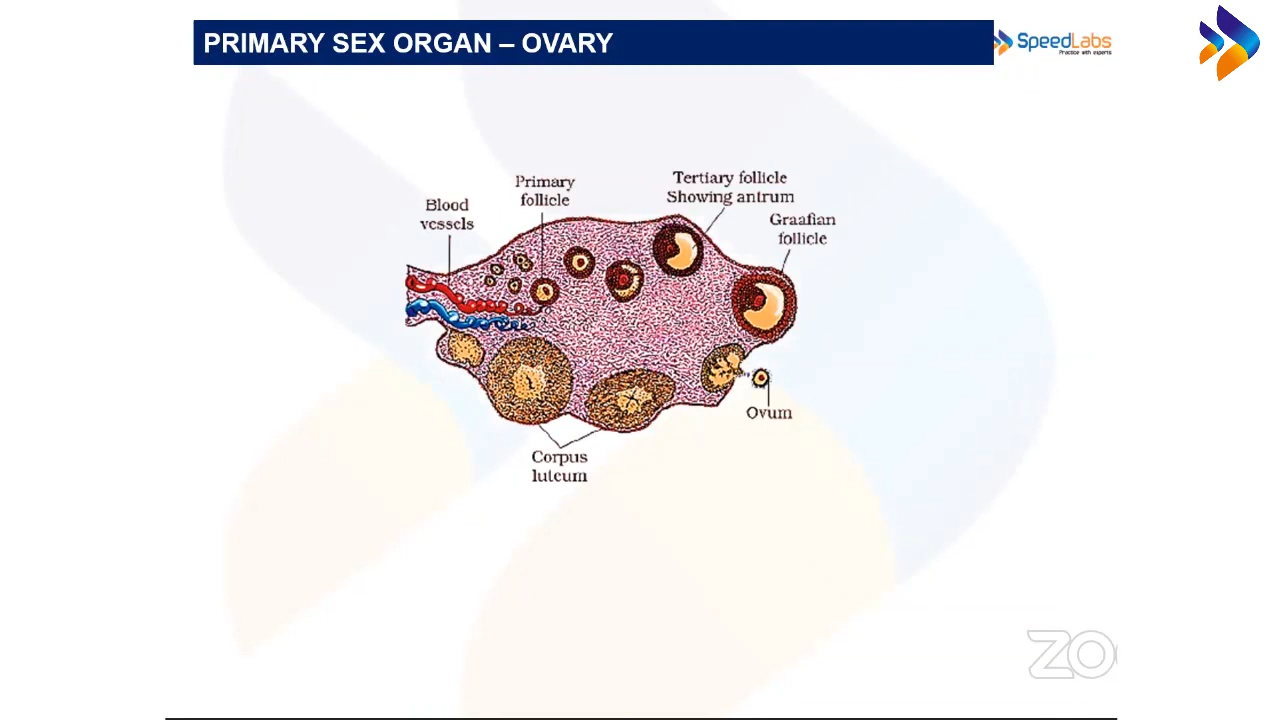 PRIMARY SEX ORGAN – OVARY
SpeedLabs
Practice with experts
Tertiary follicle
Showing antrum
Primary
follicle
Blood
vessels
Graafian
follicle
Ovum
Corpus
luteum
ZO